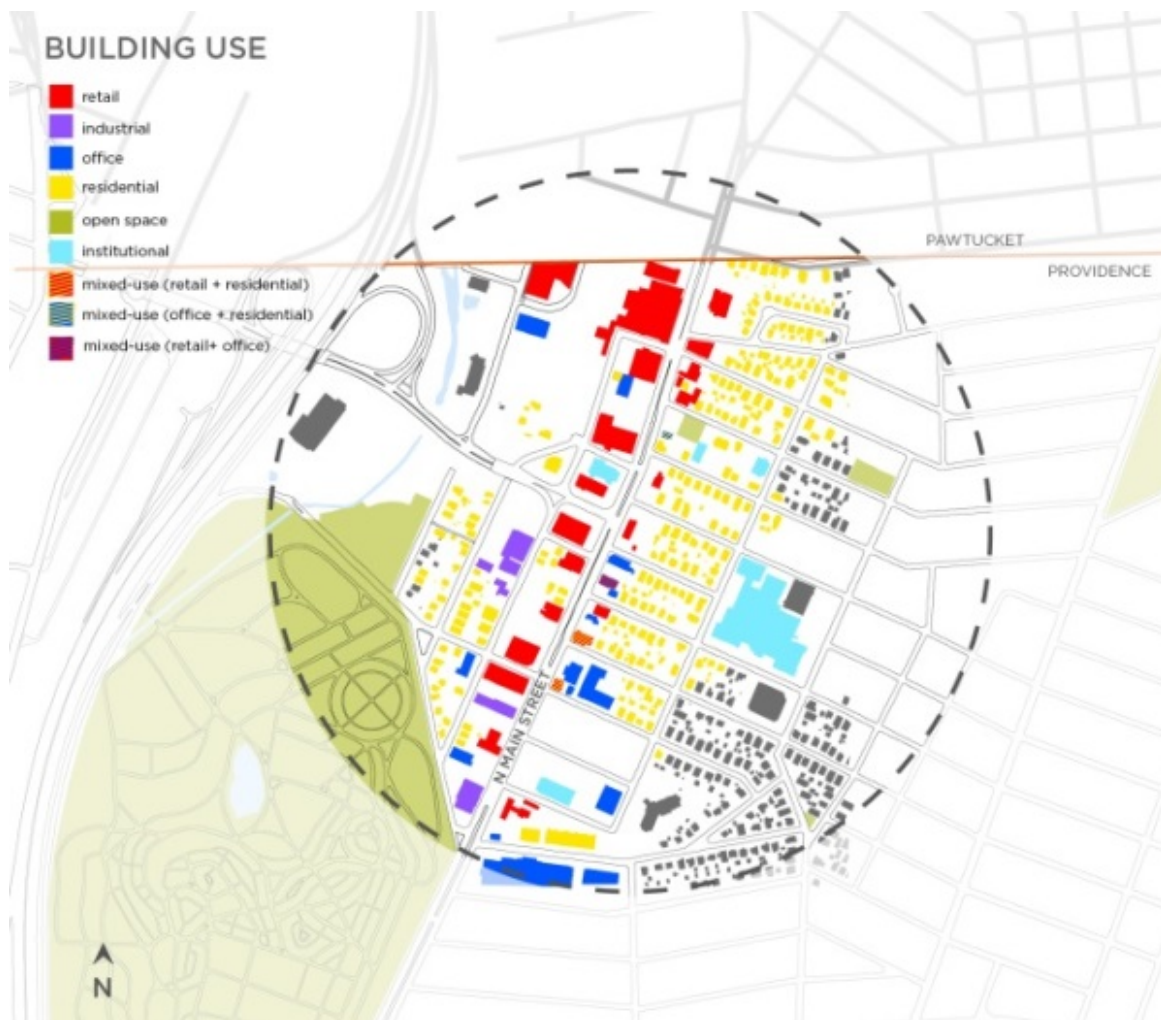 BUILDING USE
retail
industrial
office
residential
open space
institutional
mixed-use (retail + residential)
mixed-use (office + residential)
mixed-use (retail+ office)
PAWTUCKET
PROVIDENCE
N MAIN STREET
N